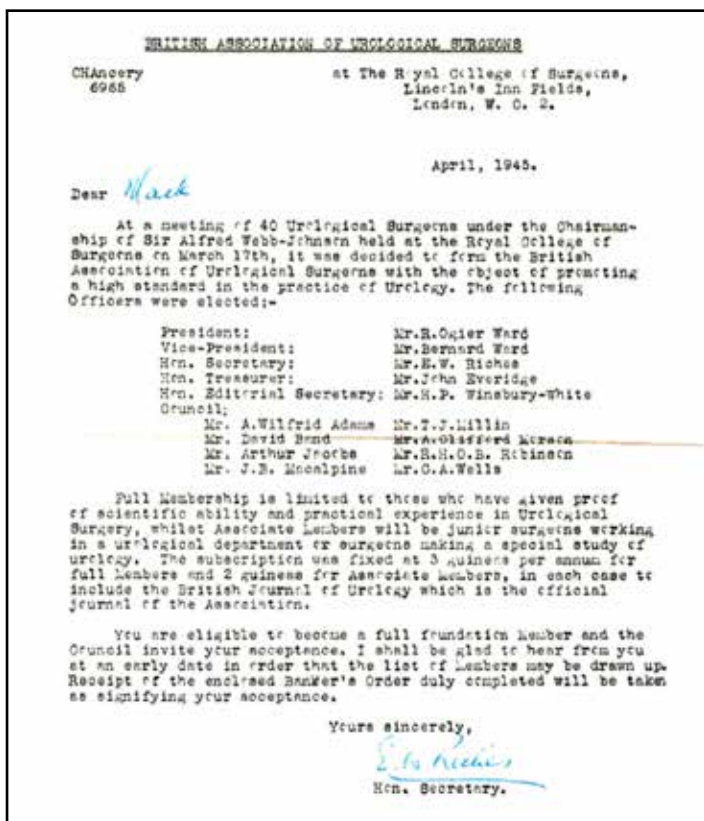 BRITISH ASSOCIATION OF UROLOGICAL SURGEONS
CHAncery at The Royal College of Surgeons,
6965 Lincoln's Inn Fields,
London, W. C. 2.
April, 1945.
Dear Mack
At a meeting of 40 Urological Surgeons under the Chairman-
ship of Sir Alfred Webb-Johnson held at the Royal College of
Surgeons on March 17th, it was decided to form the British
Association of Urological Surgeons with the object of promoting
a high standard in the practice of Urology. The following
Officers were elected:-
President: Mr.R.Ogier Ward
Vice-President: Mr.Bernard Ward
Hon. Secretary: Mr.E.W. Riches
Hon. Treasurer: Mr.John Everidge
Hon. Editorial Secretary: Mr.H.P. Winsbury-White
Council;
Mr. A.Wilfrid Adams Mr.T.J.Millin
Mr. David Band Mr.A.Clifford Morson
Mr. Arthur Jacobs Mr.R.H.O.B. Robinson
Mr. J.B. Macalpine Mr.C.A.Wells
Full Membership is limited to those who have given proof
of scientific ability and practical experience in Urological
Surgery, whilst Associate Members will be junior surgeons working
in a urological department or surgeons making a special study of
urology. The subscription was fixed at 3 guineas per annum for
full Members and 2 guineas for Associate Members, in each case to
include the British Journal of Urology which is the official
journal of the Association.
You are eligible to become a full foundation Member and the
Council invite your acceptance. I shall be glad to hear from you
at an early date in order that the list of Members may be drawn up.
Receipt of the enclosed Banker's Order duly completed will be taken
as signifying your acceptance.
Yours sincerely,
E W Riches
Hon. Secretary.